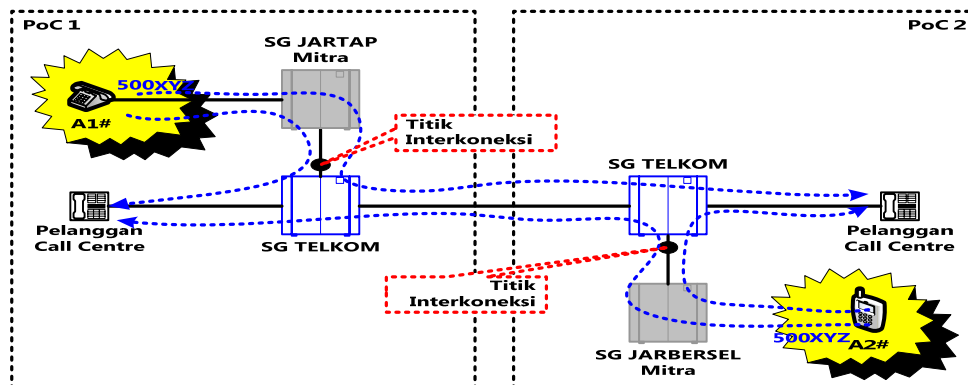 PoC 1
PoC 2
SG JARTAP
Mitra
500XYZ
A1#
Titik
Interkoneksi
SG TELKOM
Pelanggan
Call Centre
SG TELKOM
Pelanggan
Call Centre
Titik
Interkoneksi
500XYZ
A2#
SG JARBERSEL
Mitra